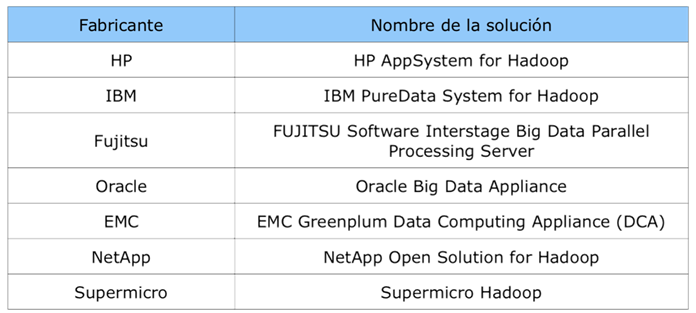 Fabricante Nombre de la solución
HP HP AppSystem for Hadoop
IBM IBM PureData System for Hadoop
Fujitsu FUJITSU Software Interstage Big Data Parallel
Processing Server
Oracle Oracle Big Data Appliance
EMC EMC Greenplum Data Computing Appliance (DCA)
NetApp NetApp Open Solution for Hadoop
Supermicro Supermicro Hadoop